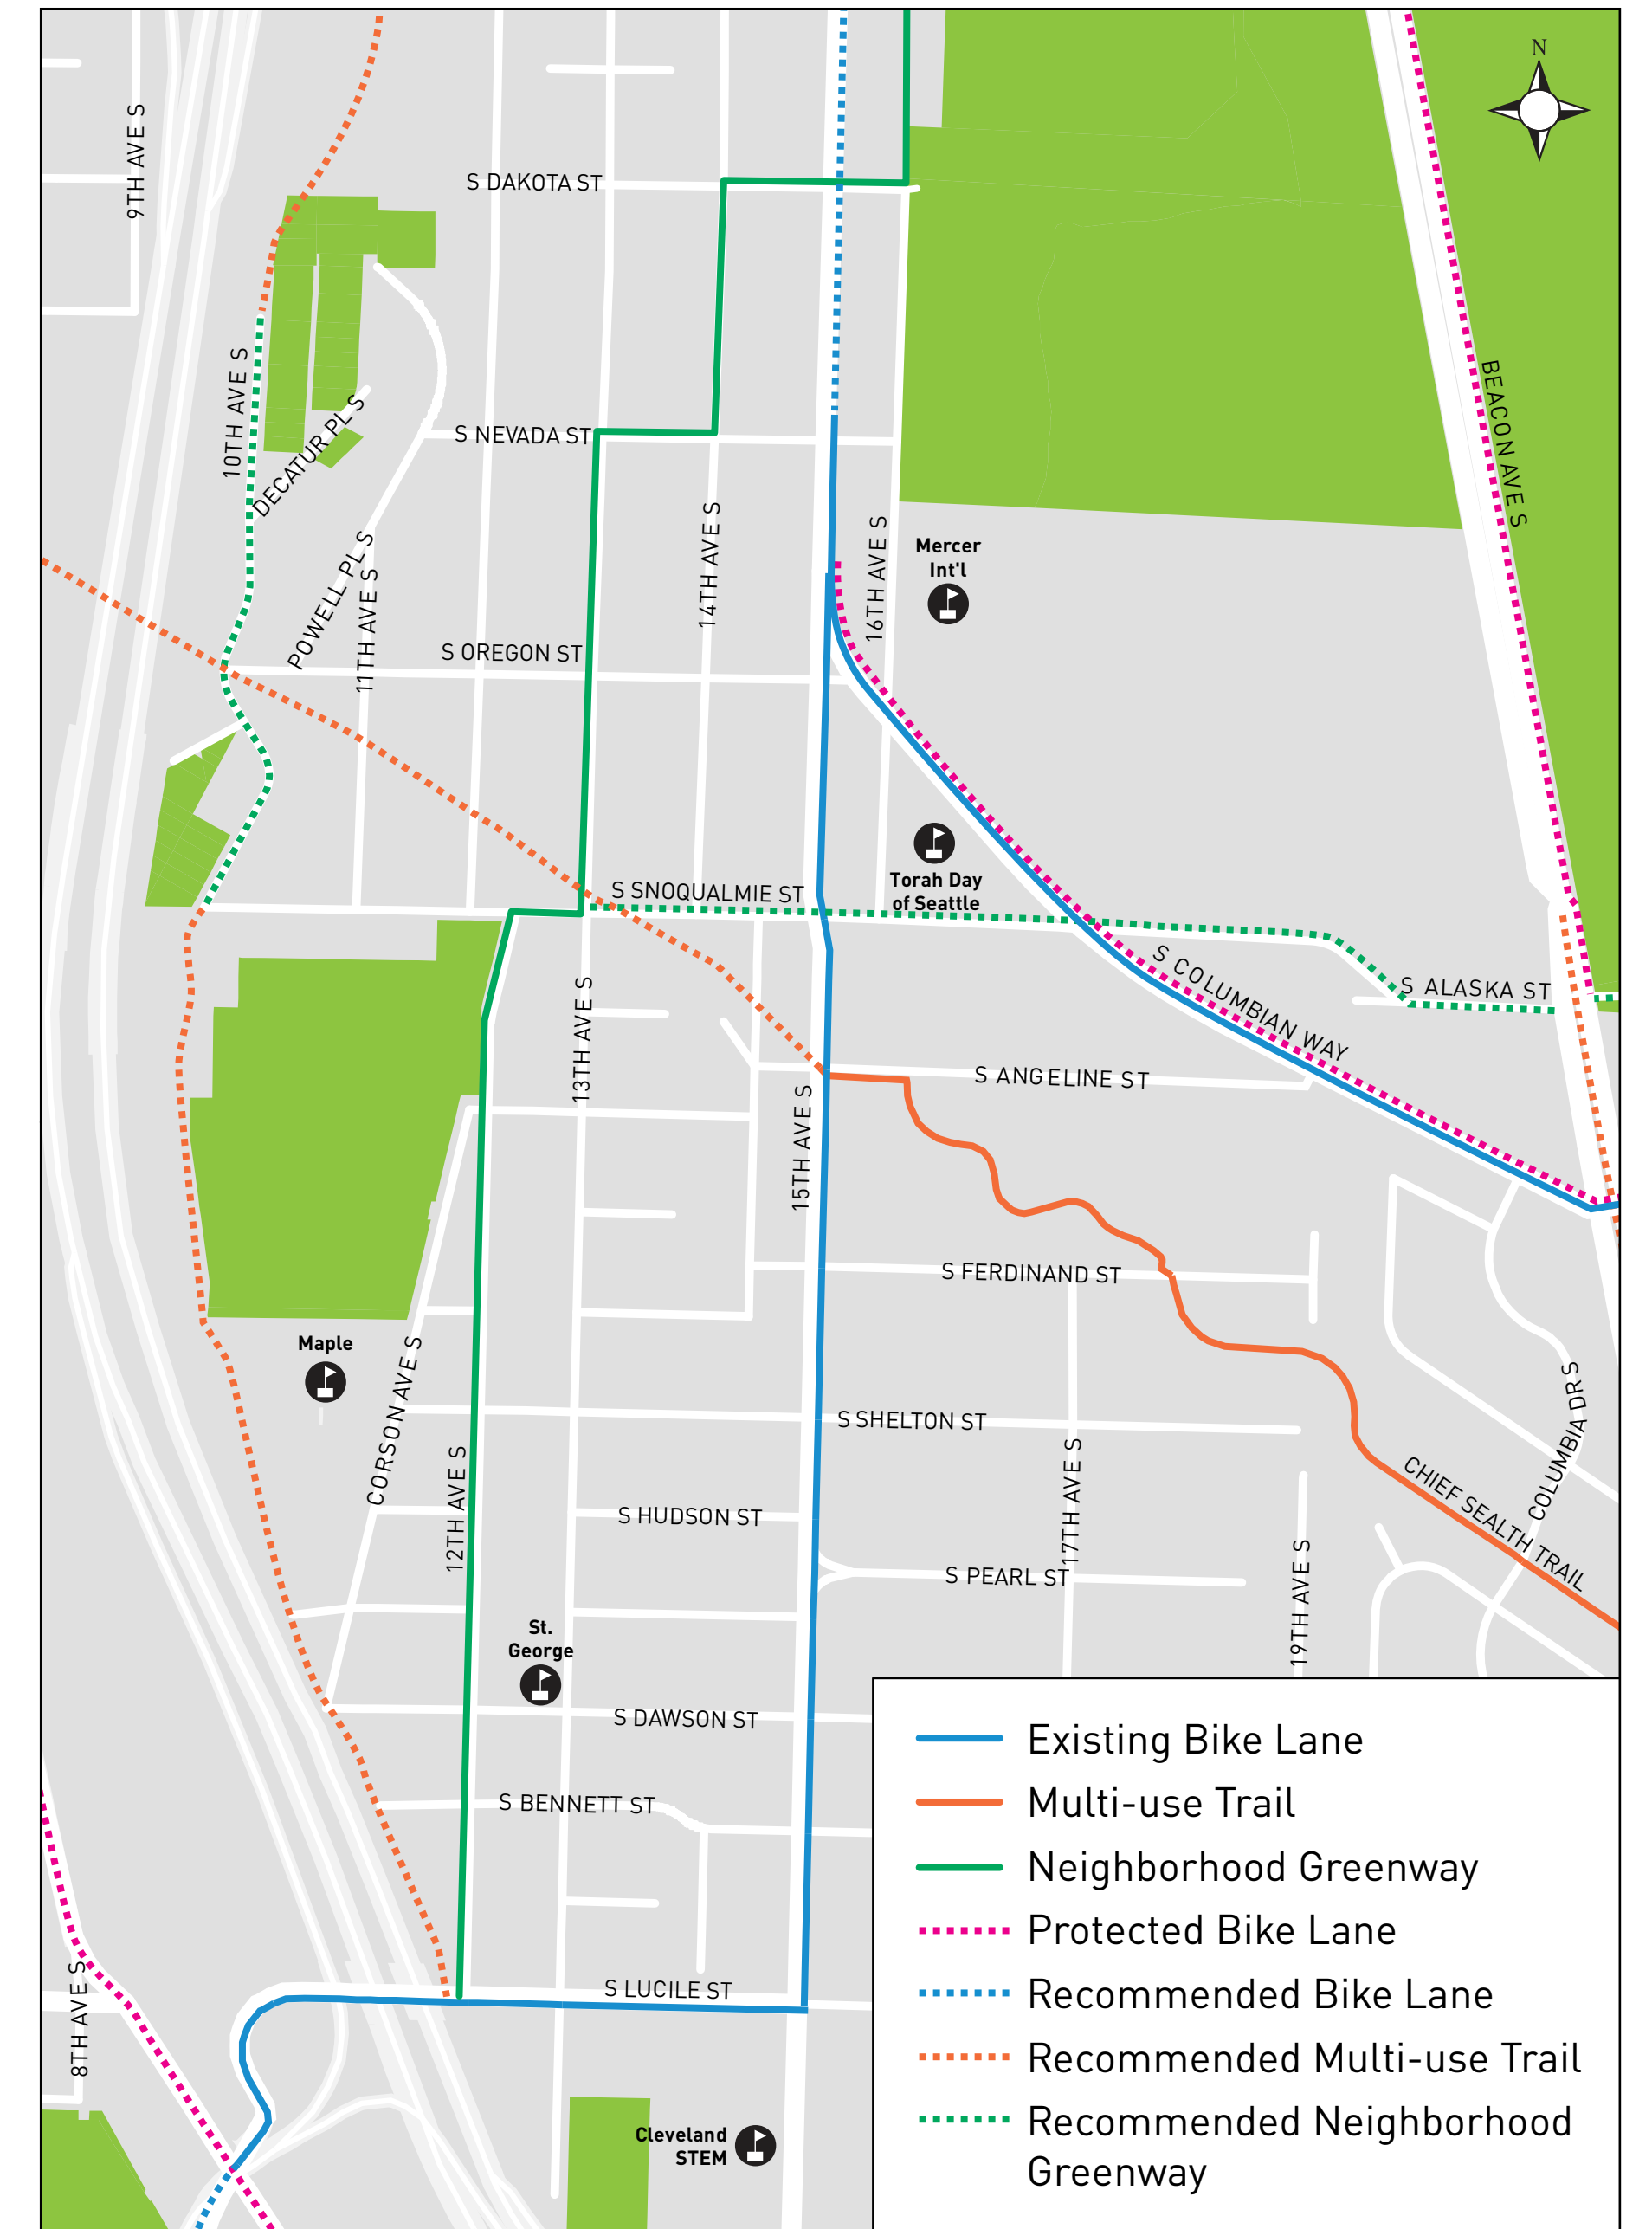 N
9TH AVE S
S DAKOTA ST
10TH AVE S
DECATUR PL S
S NEVADA ST
BEACON AVE S
POWELL PL S
11TH AVE S
14TH AVE S
16TH AVE S
Mercer
Int'l
S OREGON ST
S SNOQUALMIE ST
Torah Day
of Seattle
S COLUMBIAN WAY
S ALASKA ST
13TH AVE S
15TH AVE S
S ANGELINE ST
S FERDINAND ST
Maple
CORSON AVE S
12TH AVE S
S SHELTON ST
17TH AVE S
COLUMBIA DR S
CHIEF SEALTH TRAIL
S HUDSON ST
S PEARL ST
19TH AVE S
St.
George
S DAWSON ST
S BENNETT ST
8TH AVE S
S LUCILE ST
Cleveland
STEM
Existing Bike Lane
Multi-use Trail
Neighborhood Greenway
Protected Bike Lane
Recommended Bike Lane
Recommended Multi-use Trail
Recommended Neighborhood
Greenway